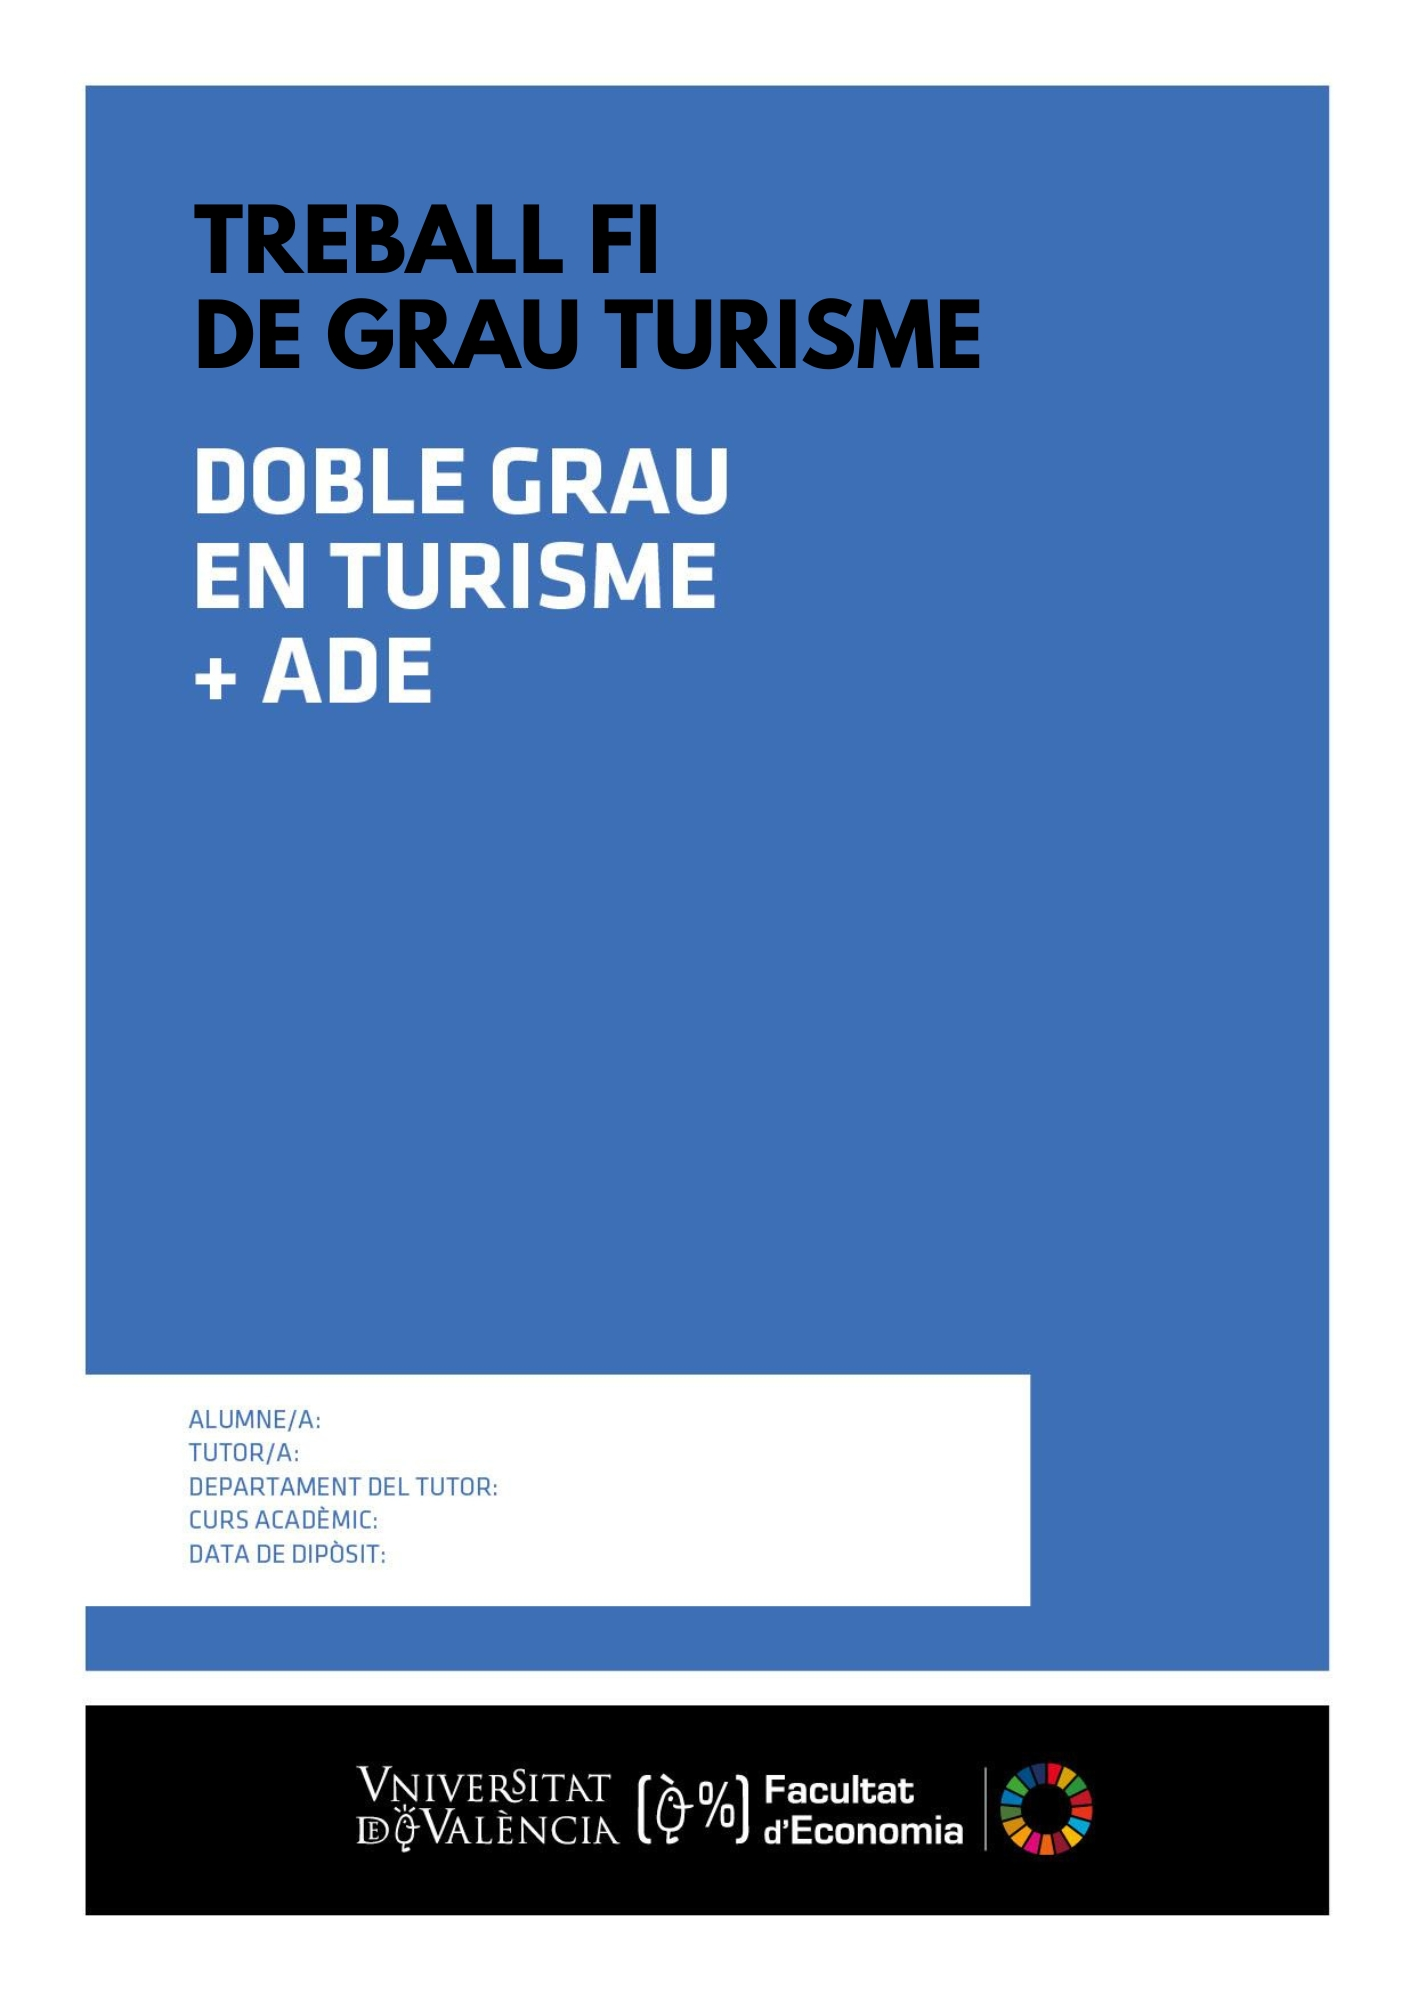 TREBALL FI
DE GRAU TURISME
DOBLE GRAU
EN TURISME
+ ADE
ALUMNE/A:
TUTOR/A:
DEPARTAMENT DEL TUTOR:
CURS ACADÈMIC:
DATA DE DIPÒSIT:
VNIVERSITAT
DE VALÈNCIA
[ò%]
Facultat
d'Economia